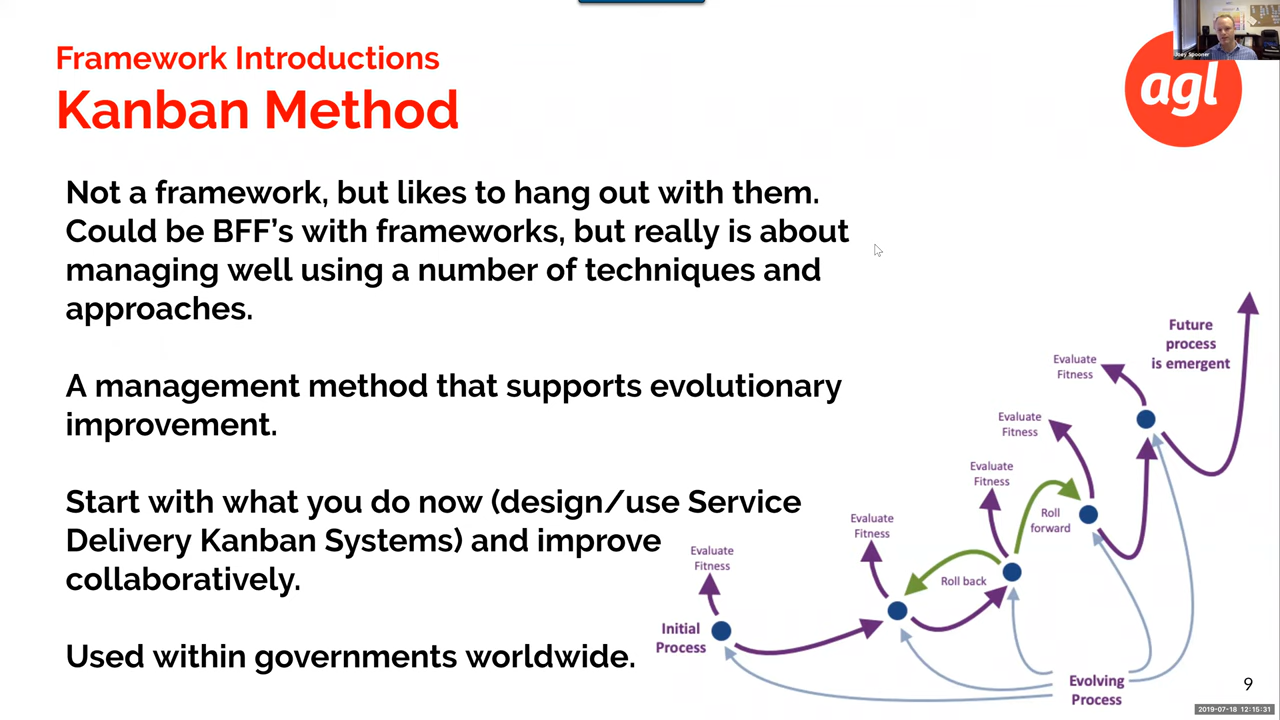 Framework Introductions
Kanban Method
agl
Joey Spooner
Not a framework, but likes to hang out with them.
Could be BFF's with frameworks, but really is about
managing well using a number of techniques and
approaches.
A management method that supports evolutionary
improvement.
Start with what you do now (design/use Service
Delivery Kanban Systems) and improve
collaboratively.
Used within governments worldwide.
Initial
Process
Evaluate
Fitness
Evaluate
Fitness
Roll back
Evaluate
Fitness
Roll
forward
Evaluate
Fitness
Evaluate
Fitness
Future
process
is emergent
Evolving
Process
9
2019-07-18 12:15:31